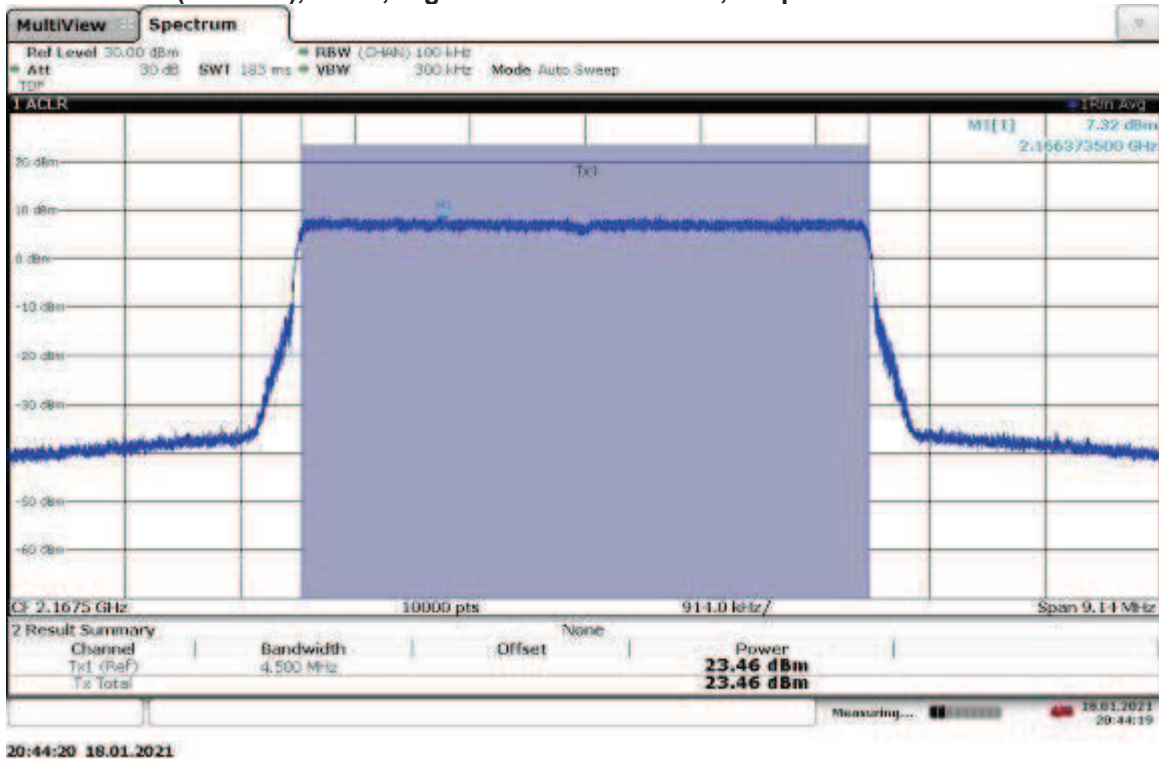 MultiView Spectrum
Ref Level 30.00 dBm RBW (CHAN) 100 kHz
Att 30 dB SWT 183 ms VBW 300 kHz Mode Auto Sweep
TDF
1 ACLR 1Rm Avg
M1[1] 7.32 dBm
2.166373500 GHz
20 dBm
Tx1
10 dBm
M1
0 dBm
-10 dBm
-20 dBm
-30 dBm
-50 dBm
-60 dBm
CF 2.1675 GHz 10000 pts 914.0 kHz/ Span 9.14 MHz
2 Result Summary None
Channel Bandwidth Offset Power
Tx1 (Ref) 4.500 MHz 23.46 dBm
Tx Total 23.46 dBm
Measuring... 18.01.2021
20:44:19
20:44:20 18.01.2021